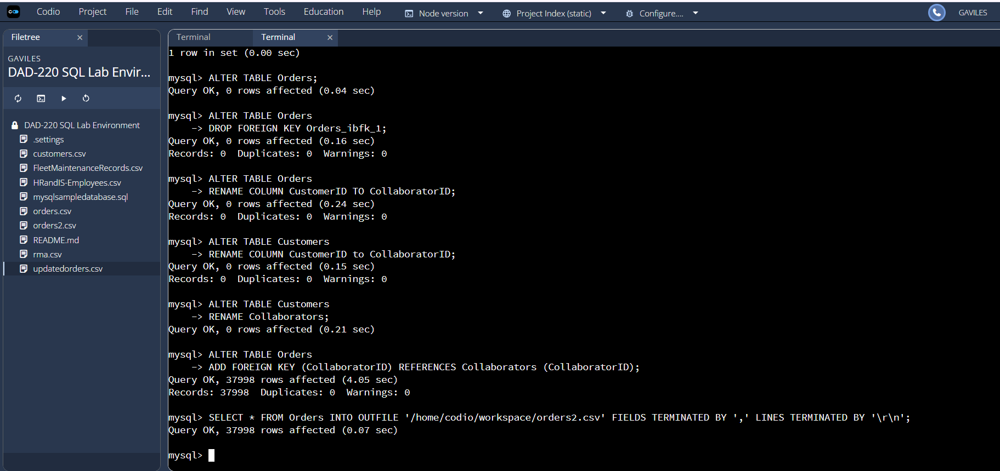 Codio Project File Edit Find View Tools Education Help Node version Project Index (static) Configure.... GAVILES
Filetree ×
GAVILES
DAD-220 SQL Lab Envir...
DAD-220 SQL Lab Environment
.settings
customers.csv
FleetMaintenanceRecords.csv
HRandIS-Employees.csv
mysqlsampledatabase.sql
orders.csv
orders2.csv
README.md
rma.csv
updatedorders.csv
Terminal Terminal ×
1 row in set (0.00 sec)
mysql> ALTER TABLE Orders;
Query OK, 0 rows affected (0.04 sec)
mysql> ALTER TABLE Orders
-> DROP FOREIGN KEY Orders_ibfk_1;
Query OK, 0 rows affected (0.16 sec)
Records: 0  Duplicates: 0  Warnings: 0
mysql> ALTER TABLE Orders
-> RENAME COLUMN CustomerID TO CollaboratorID;
Query OK, 0 rows affected (0.24 sec)
Records: 0  Duplicates: 0  Warnings: 0
mysql> ALTER TABLE Customers
-> RENAME COLUMN CustomerID to CollaboratorID;
Query OK, 0 rows affected (0.15 sec)
Records: 0  Duplicates: 0  Warnings: 0
mysql> ALTER TABLE Customers
-> RENAME Collaborators;
Query OK, 0 rows affected (0.21 sec)
mysql> ALTER TABLE Orders
-> ADD FOREIGN KEY (CollaboratorID) REFERENCES Collaborators (CollaboratorID);
Query OK, 37998 rows affected (4.05 sec)
Records: 37998  Duplicates: 0  Warnings: 0
mysql> SELECT * FROM Orders INTO OUTFILE '/home/codio/workspace/orders2.csv' FIELDS TERMINATED BY ',' LINES TERMINATED BY '\r\n';
Query OK, 37998 rows affected (0.07 sec)
mysql>